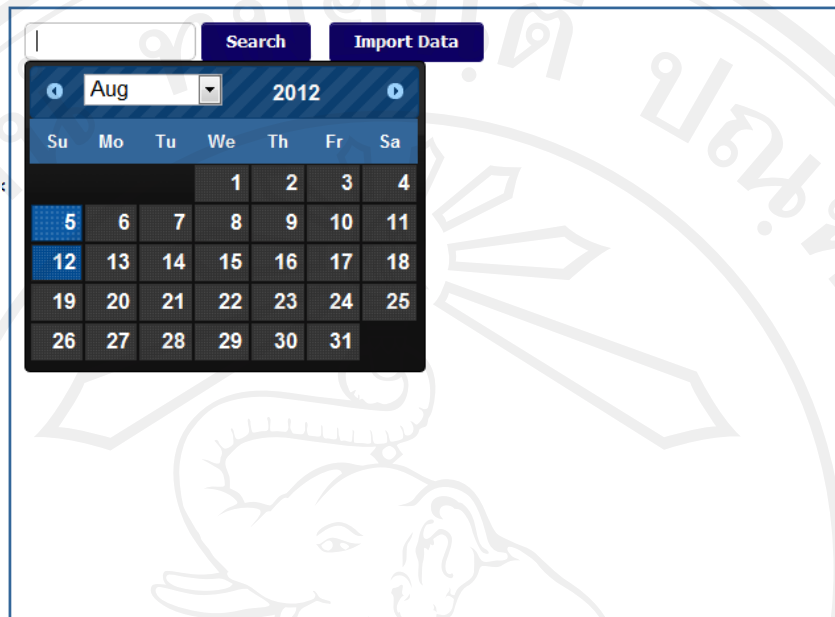 Search Import Data
Aug 2012
Su Mo Tu We Th Fr Sa
1 2 3 4
5 6 7 8 9 10 11
12 13 14 15 16 17 18
19 20 21 22 23 24 25
26 27 28 29 30 31